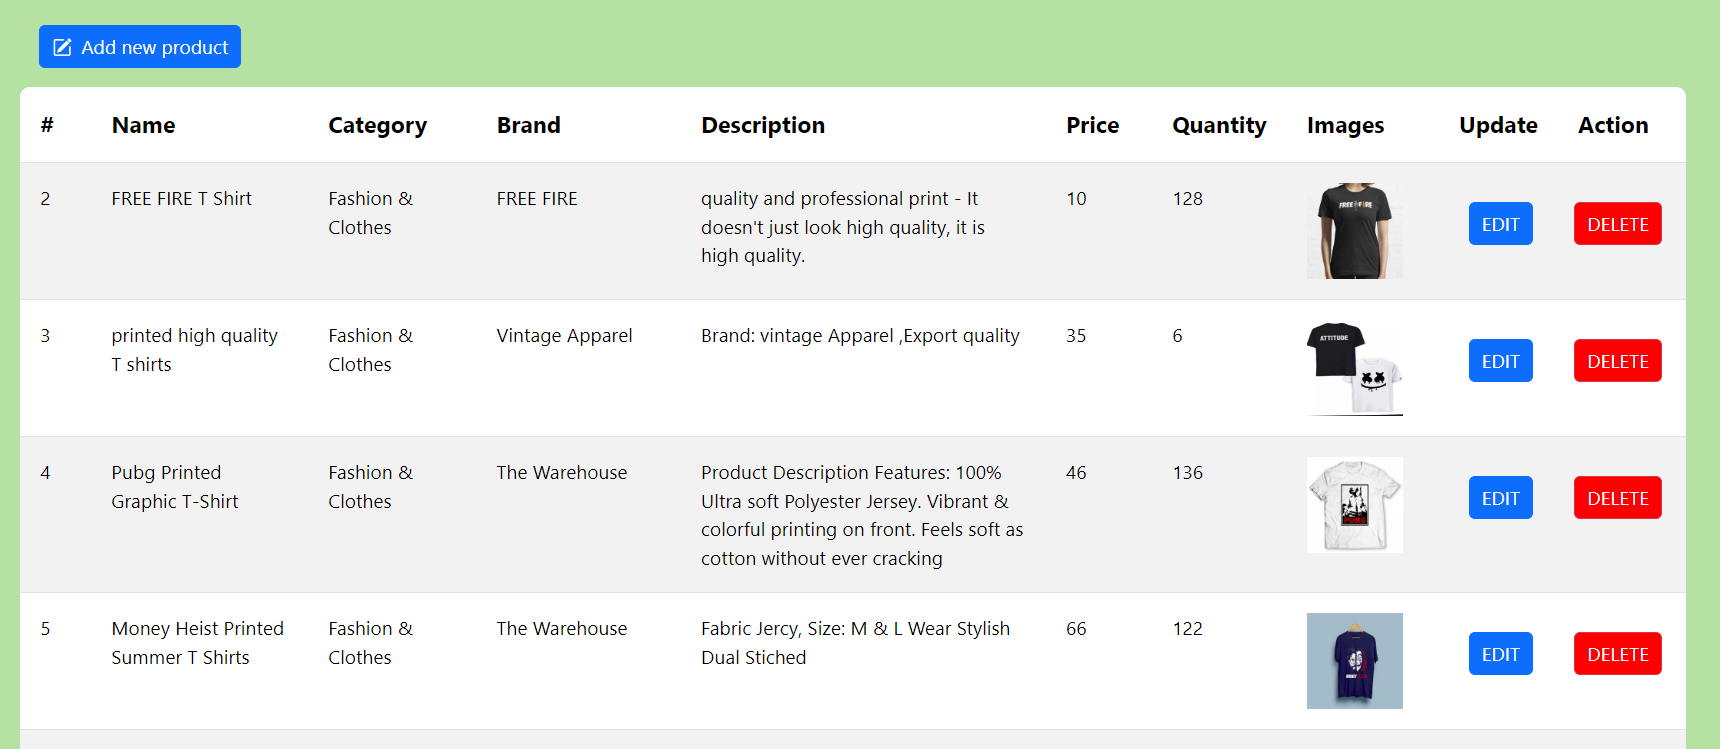 Add new product
# Name Category Brand Description Price Quantity Images Update Action
2 FREE FIRE T Shirt Fashion & FREE FIRE quality and professional print - It 10 128 EDIT DELETE
Clothes doesn't just look high quality, it is
high quality.
FREE FIRE
3 printed high quality Fashion & Vintage Apparel Brand: vintage Apparel ,Export quality 35 6 EDIT DELETE
T shirts Clothes
ATTITUDE
4 Pubg Printed Fashion & The Warehouse Product Description Features: 100% 46 136 EDIT DELETE
Graphic T-Shirt Clothes Ultra soft Polyester Jersey. Vibrant &
colorful printing on front. Feels soft as
cotton without ever cracking
PUBG
5 Money Heist Printed Fashion & The Warehouse Fabric Jercy, Size: M & L Wear Stylish 66 122 EDIT DELETE
Summer T Shirts Clothes Dual Stiched